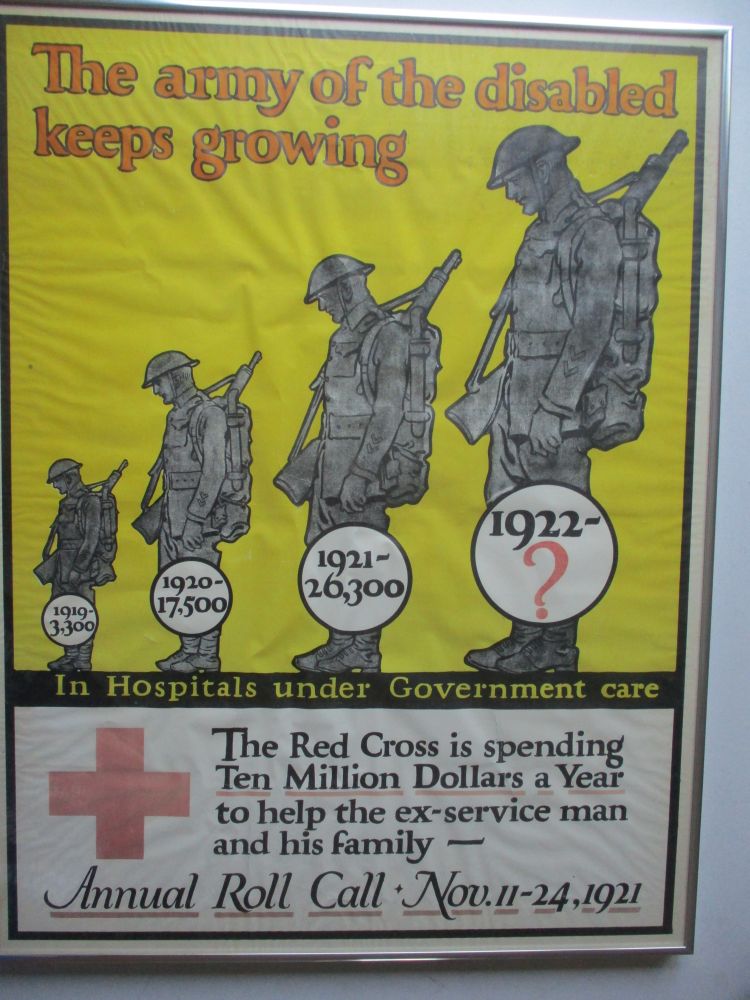 The army of the disabled
keeps growing
1919-
3,300
1920-
17,500
1921-
26,300
1922-
?
In Hospitals under Government care
The Red Cross is spending
Ten Million Dollars a Year
to help the ex-service man
and his family —
Annual Roll Call · Nov. 11-24, 1921